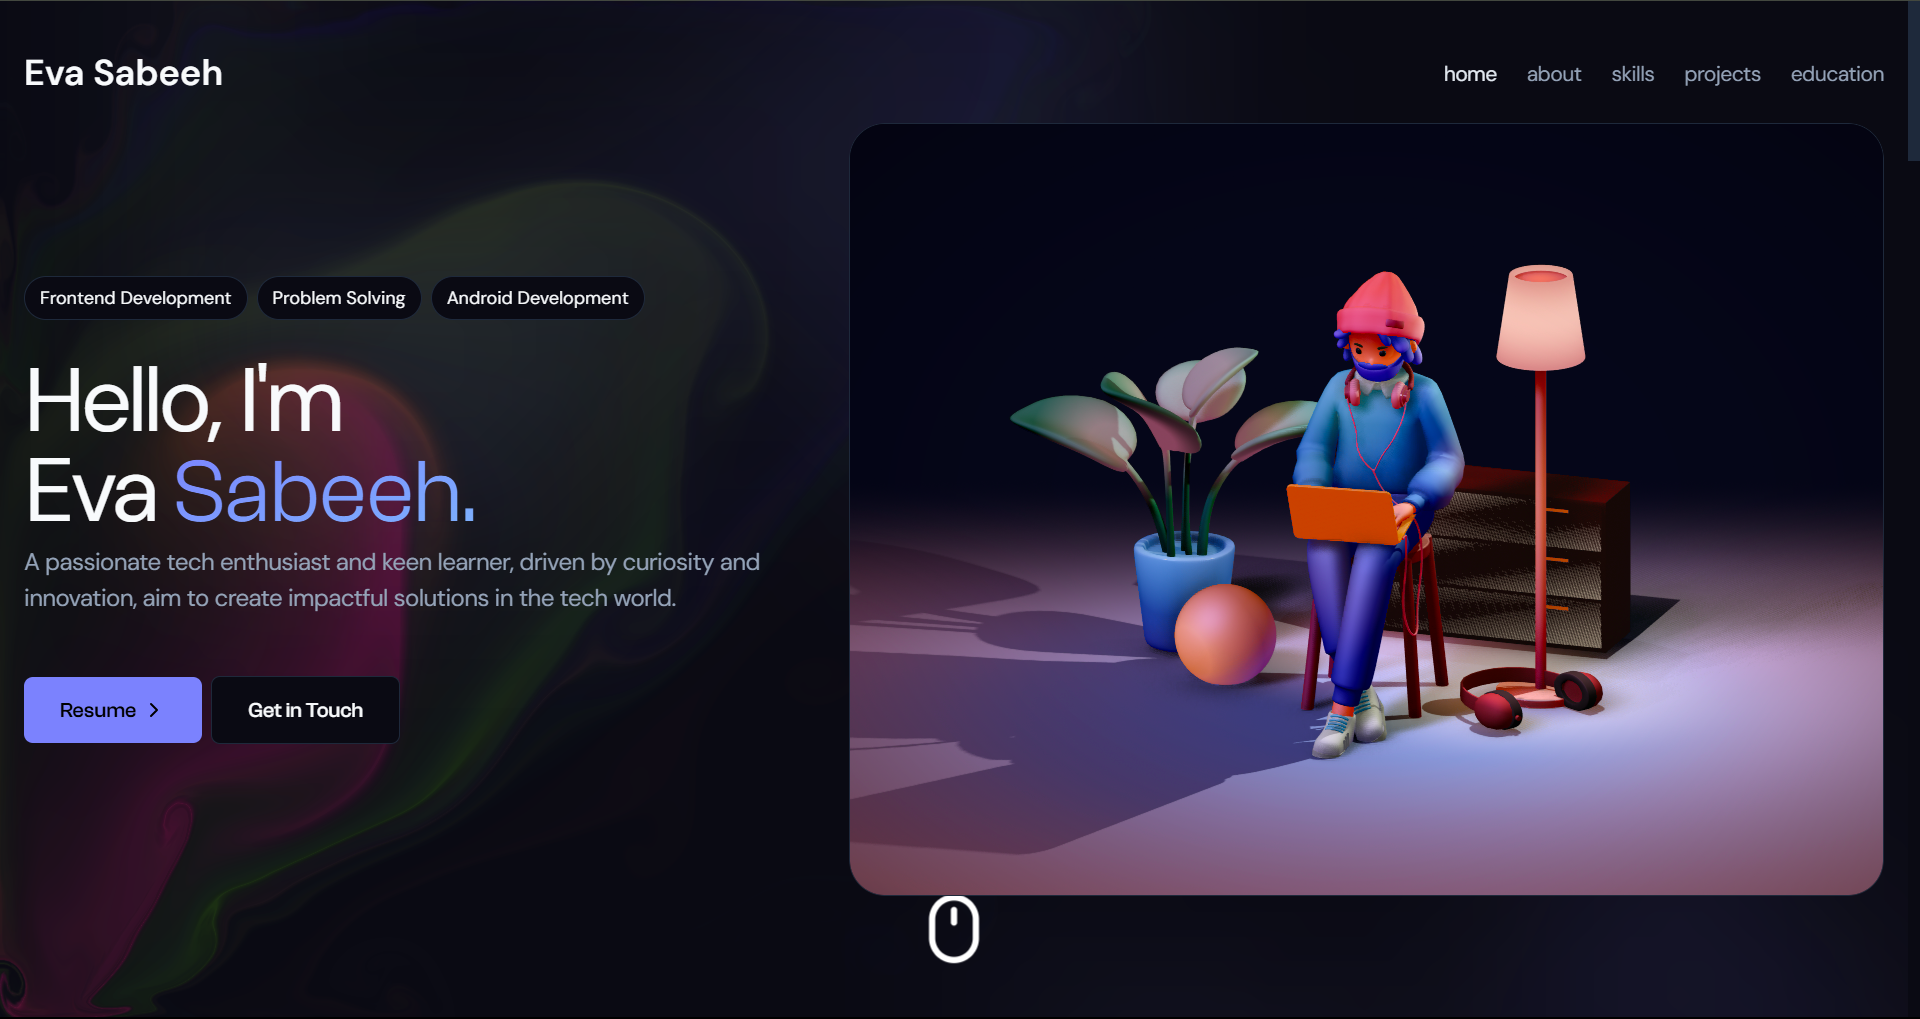 Eva Sabeeh
home about skills projects education
Frontend Development Problem Solving Android Development
Hello, I'm
Eva Sabeeh.
A passionate tech enthusiast and keen learner, driven by curiosity and
innovation, aim to create impactful solutions in the tech world.
Resume Get in Touch